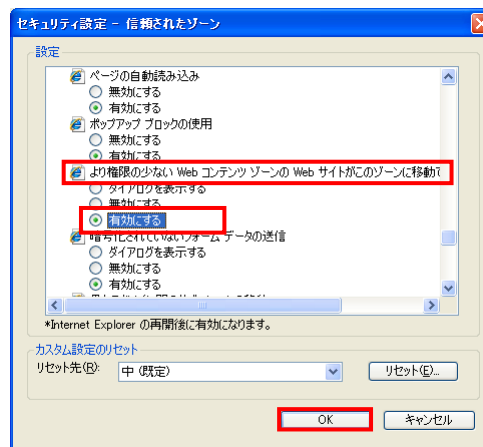 セキュリティ設定 - 信頼されたゾーン
設定
ページの自動読み込み
無効にする
有効にする
ポップアップ ブロックの使用
無効にする
有効にする
より権限の少ない Web コンテンツ ゾーンの Web サイトがこのゾーンに移動で
ダイアログを表示する
無効にする
有効にする
暗号化されていないフォーム データの送信
ダイアログを表示する
無効にする
有効にする
*Internet Explorer の再開後に有効になります。
カスタム設定のリセット
リセット先(R): 中 (既定) リセット(E)...
OK キャンセル